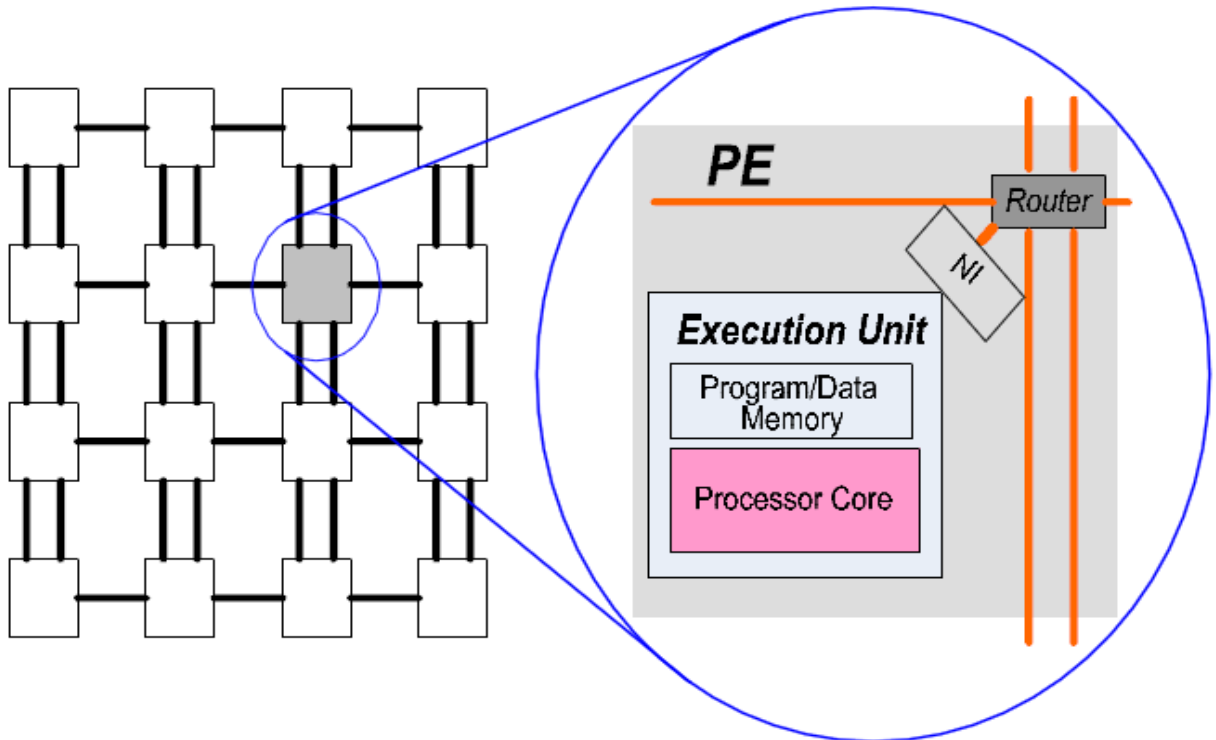 PE
Router
NI
Execution Unit
Program/Data
Memory
Processor Core